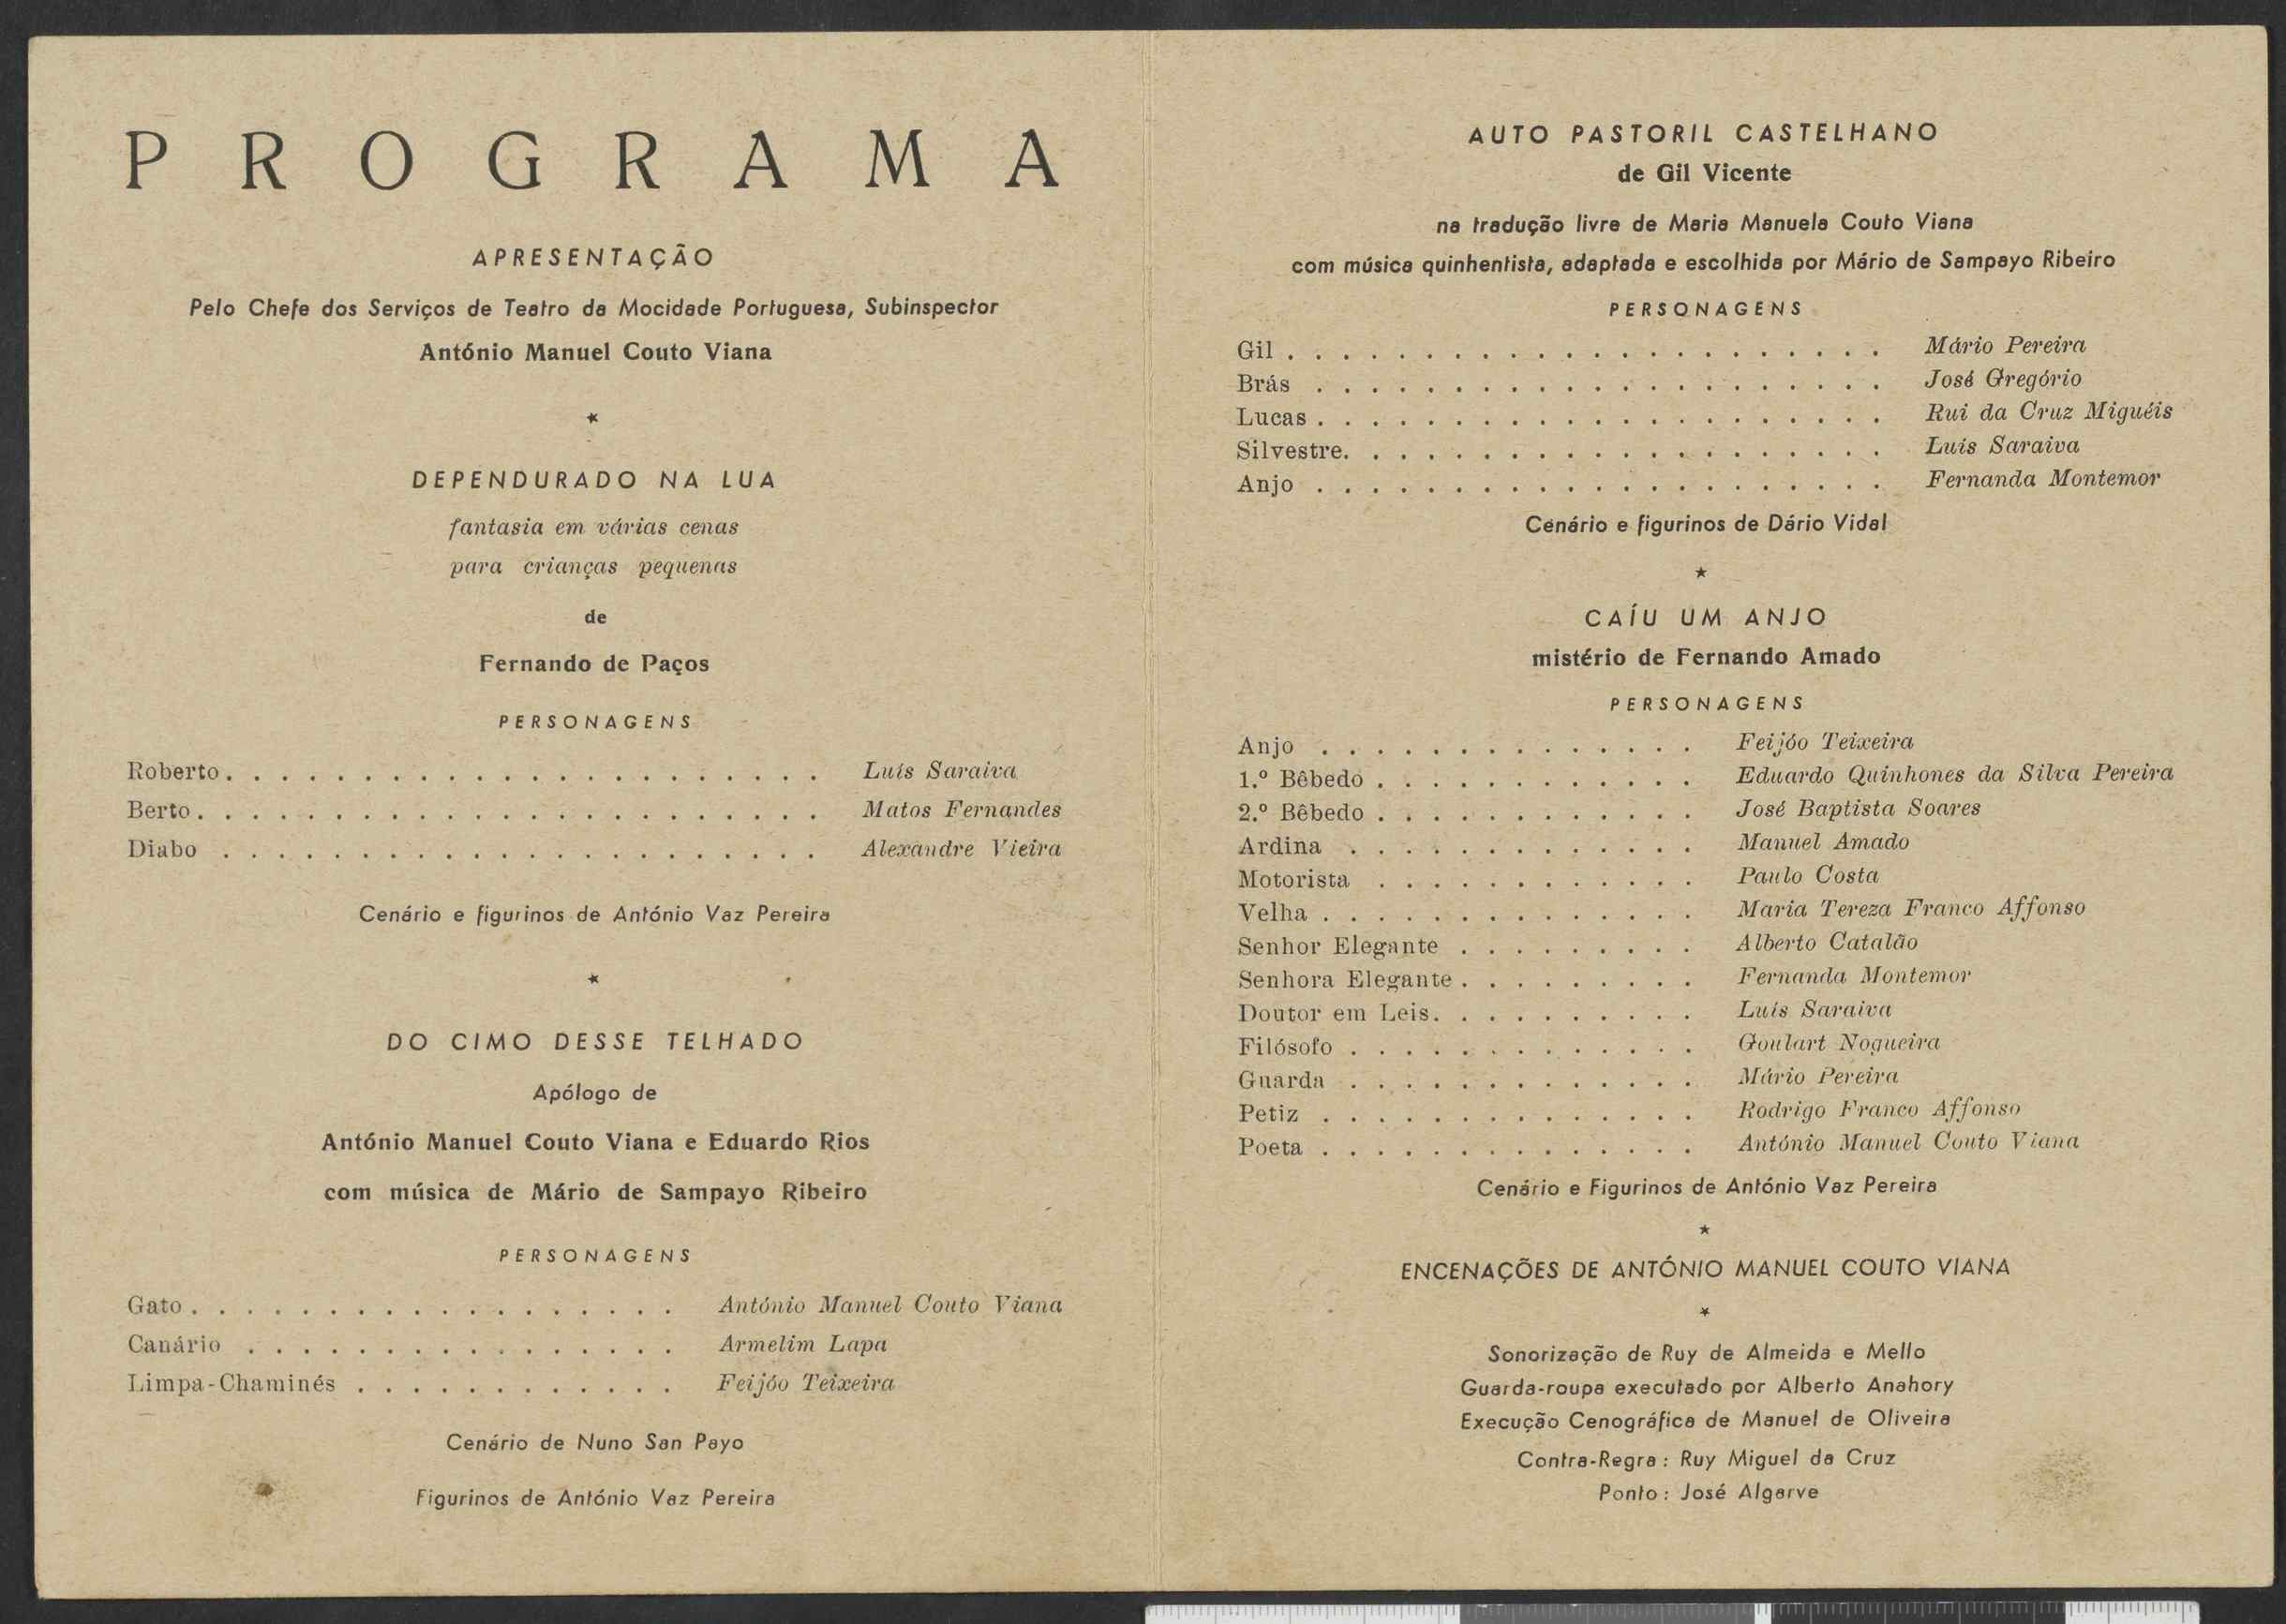 PROGRAMA
APRESENTAÇÃO
Pelo Chefe dos Serviços de Teatro da Mocidade Portuguesa, Subinspector
António Manuel Couto Viana
★
DEPENDURADO NA LUA
fantasia em várias cenas
para crianças pequenas
de
Fernando de Paços
PERSONAGENS
Roberto . . . . . . . . . . . . . . . . . . . . . . Luís Saraiva
Berto . . . . . . . . . . . . . . . . . . . . . . . Matos Fernandes
Diabo . . . . . . . . . . . . . . . . . . . . . . Alexandre Vieira
Cenário e figurinos de António Vaz Pereira
★
DO CIMO DESSE TELHADO
Apólogo de
António Manuel Couto Viana e Eduardo Rios
com música de Mário de Sampayo Ribeiro
PERSONAGENS
Gato . . . . . . . . . . . . . . . . . . António Manuel Couto Viana
Canário . . . . . . . . . . . . . . . . Armelim Lapa
Limpa-Chaminés . . . . . . . . . . . . Feijóo Teixeira
Cenário de Nuno San Payo
Figurinos de António Vaz Pereira
AUTO PASTORIL CASTELHANO
de Gil Vicente
na tradução livre de Maria Manuela Couto Viana
com música quinhentista, adaptada e escolhida por Mário de Sampayo Ribeiro
PERSONAGENS
Gil . . . . . . . . . . . . . . . . . . . . . . Mário Pereira
Brás . . . . . . . . . . . . . . . . . . . . . José Gregório
Lucas . . . . . . . . . . . . . . . . . . . . . Rui da Cruz Miguéis
Silvestre. . . . . . . . . . . . . . . . . . . . Luís Saraiva
Anjo . . . . . . . . . . . . . . . . . . . . . Fernanda Montemor
Cenário e figurinos de Dário Vidal
★
CAÍU UM ANJO
mistério de Fernando Amado
PERSONAGENS
Anjo . . . . . . . . . . . . . . Feijóo Teixeira
1.º Bêbedo . . . . . . . . . . . . Eduardo Quinhones da Silva Pereira
2.º Bêbedo . . . . . . . . . . . . José Baptista Soares
Ardina . . . . . . . . . . . . . Manuel Amado
Motorista . . . . . . . . . . . . Paulo Costa
Velha . . . . . . . . . . . . . . Maria Tereza Franco Affonso
Senhor Elegante . . . . . . . . . Alberto Catalão
Senhora Elegante . . . . . . . . . Fernanda Montemor
Doutor em Leis. . . . . . . . . . Luís Saraiva
Filósofo . . . . . . . . . . . . . Goulart Nogueira
Guarda . . . . . . . . . . . . . Mário Pereira
Petiz . . . . . . . . . . . . . . Rodrigo Franco Affonso
Poeta . . . . . . . . . . . . . . António Manuel Couto Viana
Cenário e Figurinos de António Vaz Pereira
★
ENCENAÇÕES DE ANTÓNIO MANUEL COUTO VIANA
★
Sonorização de Ruy de Almeida e Mello
Guarda-roupa executado por Alberto Anahory
Execução Cenográfica de Manuel de Oliveira
Contra-Regra : Ruy Miguel da Cruz
Ponto : José Algarve